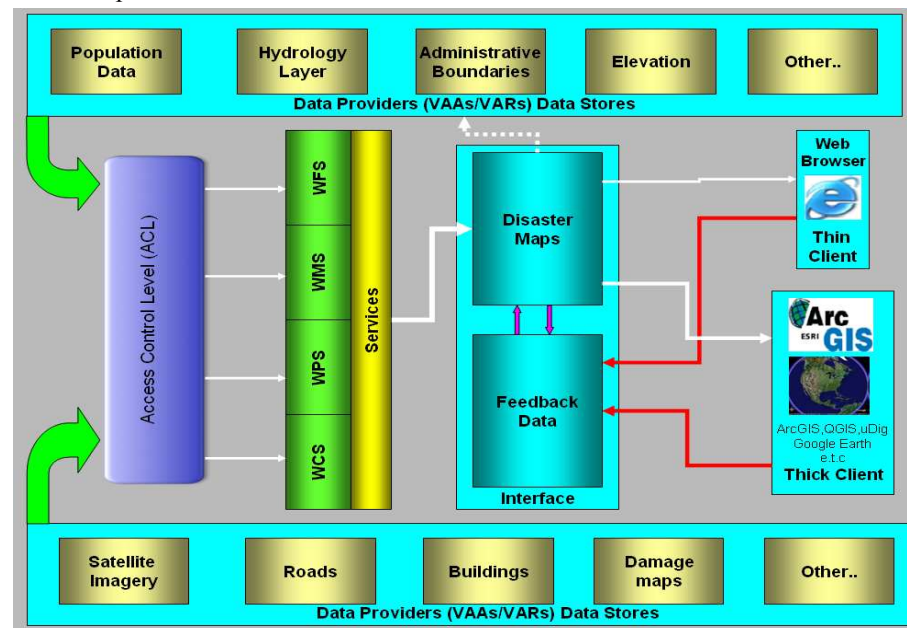 Population
Data
Hydrology
Layer
Administrative
Boundaries
Elevation
Other..
Data Providers (VAAs/VARs) Data Stores
Access Control Level (ACL)
WFS
WMS
WPS
WCS
Services
Disaster
Maps
Feedback
Data
Interface
Web
Browser
Thin
Client
Arc
ESRI GIS
ArcGIS,QGIS,uDig
Google Earth
e.t.c
Thick Client
Satellite
Imagery
Roads
Buildings
Damage
maps
Other..
Data Providers (VAAs/VARs) Data Stores